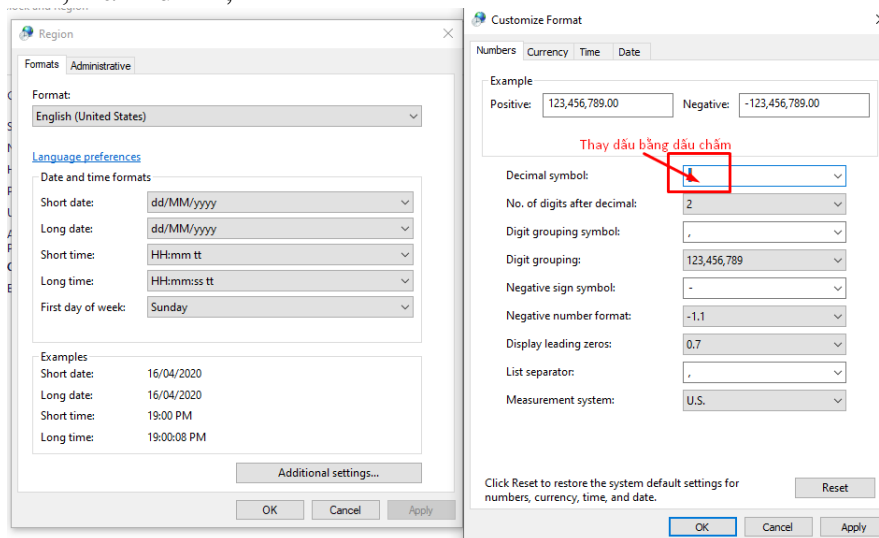 Region
Formats Administrative
Format:
English (United States)
Language preferences
Date and time formats
Short date: dd/MM/yyyy
Long date: dd/MM/yyyy
Short time: HH:mm tt
Long time: HH:mm:ss tt
First day of week: Sunday
Examples
Short date: 16/04/2020
Long date: 16/04/2020
Short time: 19:00 PM
Long time: 19:00:08 PM
Additional settings...
OK Cancel Apply
Customize Format
Numbers Currency Time Date
Example
Positive: 123,456,789.00 Negative: -123,456,789.00
Thay dấu bằng dấu chấm
Decimal symbol:
No. of digits after decimal: 2
Digit grouping symbol: ,
Digit grouping: 123,456,789
Negative sign symbol: -
Negative number format: -1.1
Display leading zeros: 0.7
List separator: ,
Measurement system: U.S.
Click Reset to restore the system default settings for
numbers, currency, time, and date.
Reset
OK Cancel Apply